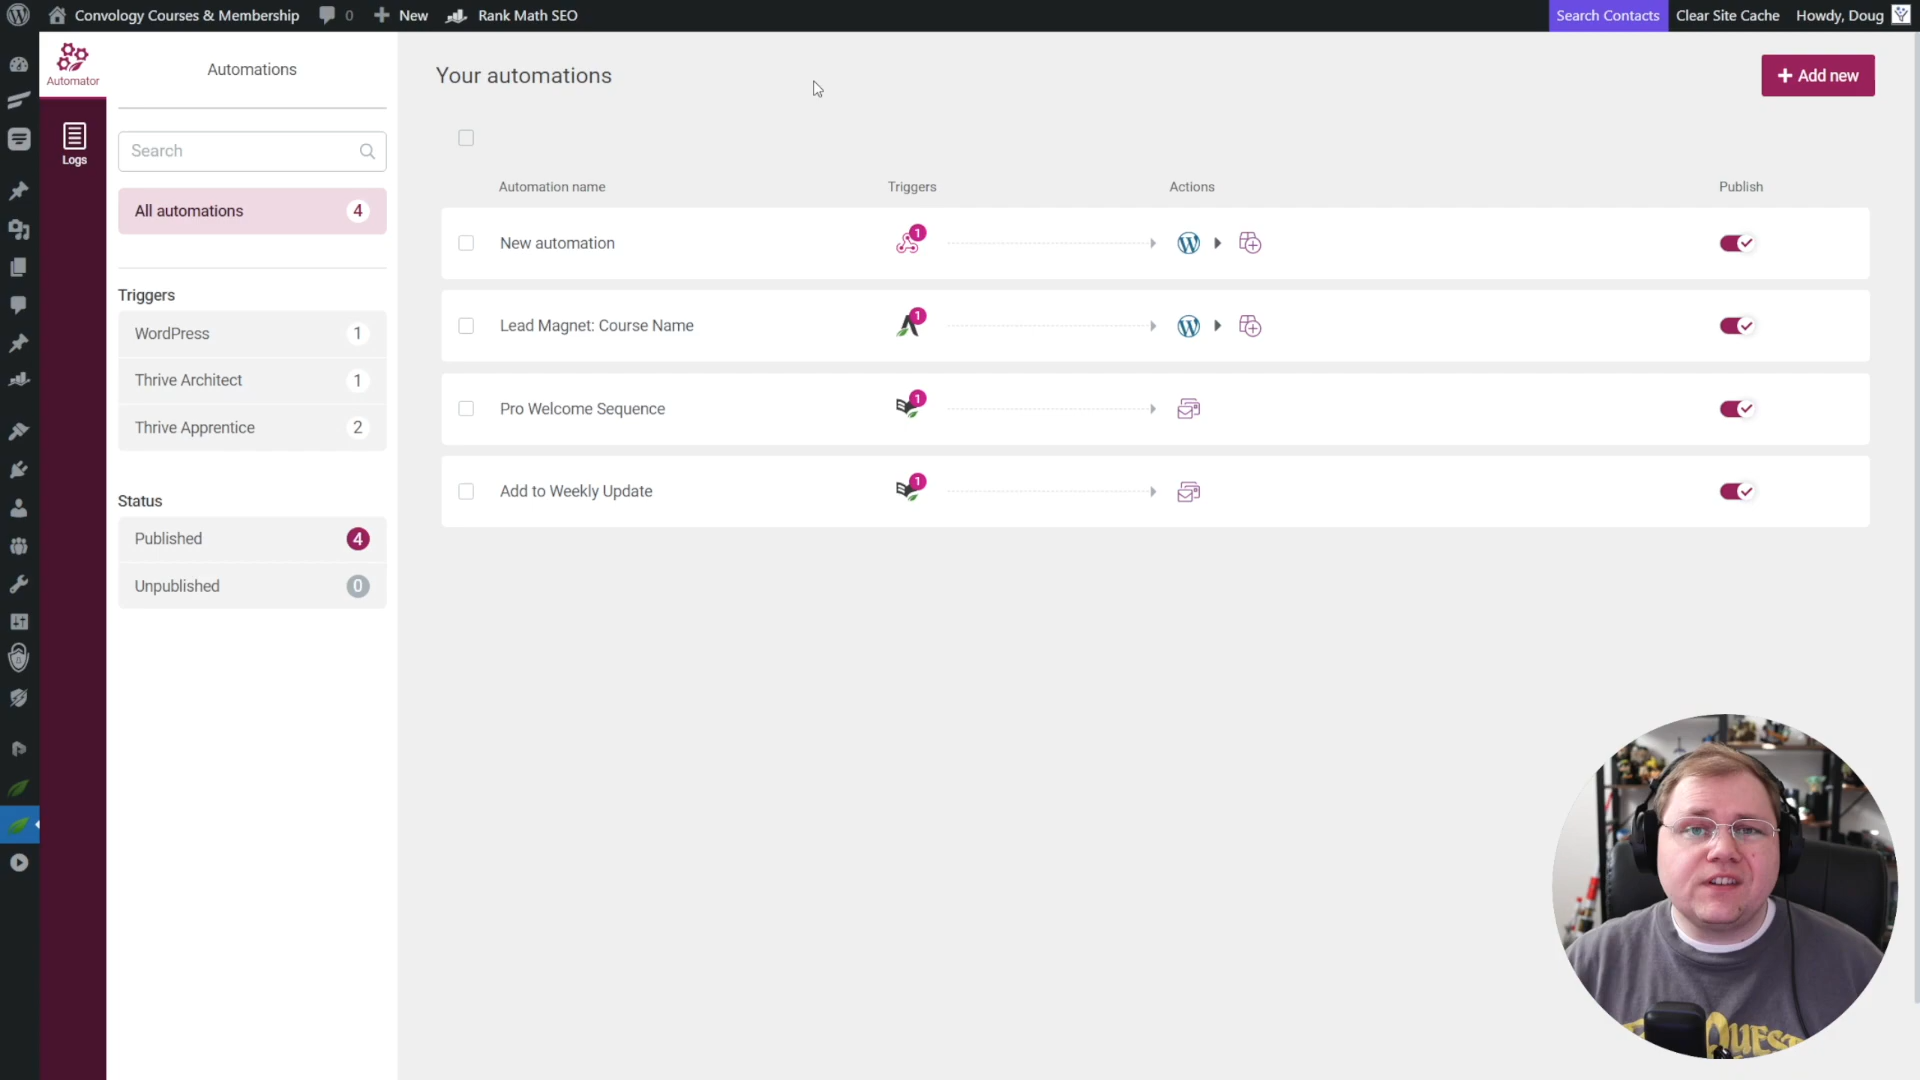 Convology Courses & Membership 0 New Rank Math SEO Search Contacts Clear Site Cache Howdy, Doug
Automator
Logs
Automations
Search
All automations 4
Triggers
WordPress 1
Thrive Architect 1
Thrive Apprentice 2
Status
Published 4
Unpublished 0
Your automations
+ Add new
Automation name Triggers Actions Publish
New automation 1
Lead Magnet: Course Name 1
Pro Welcome Sequence 1
Add to Weekly Update 1